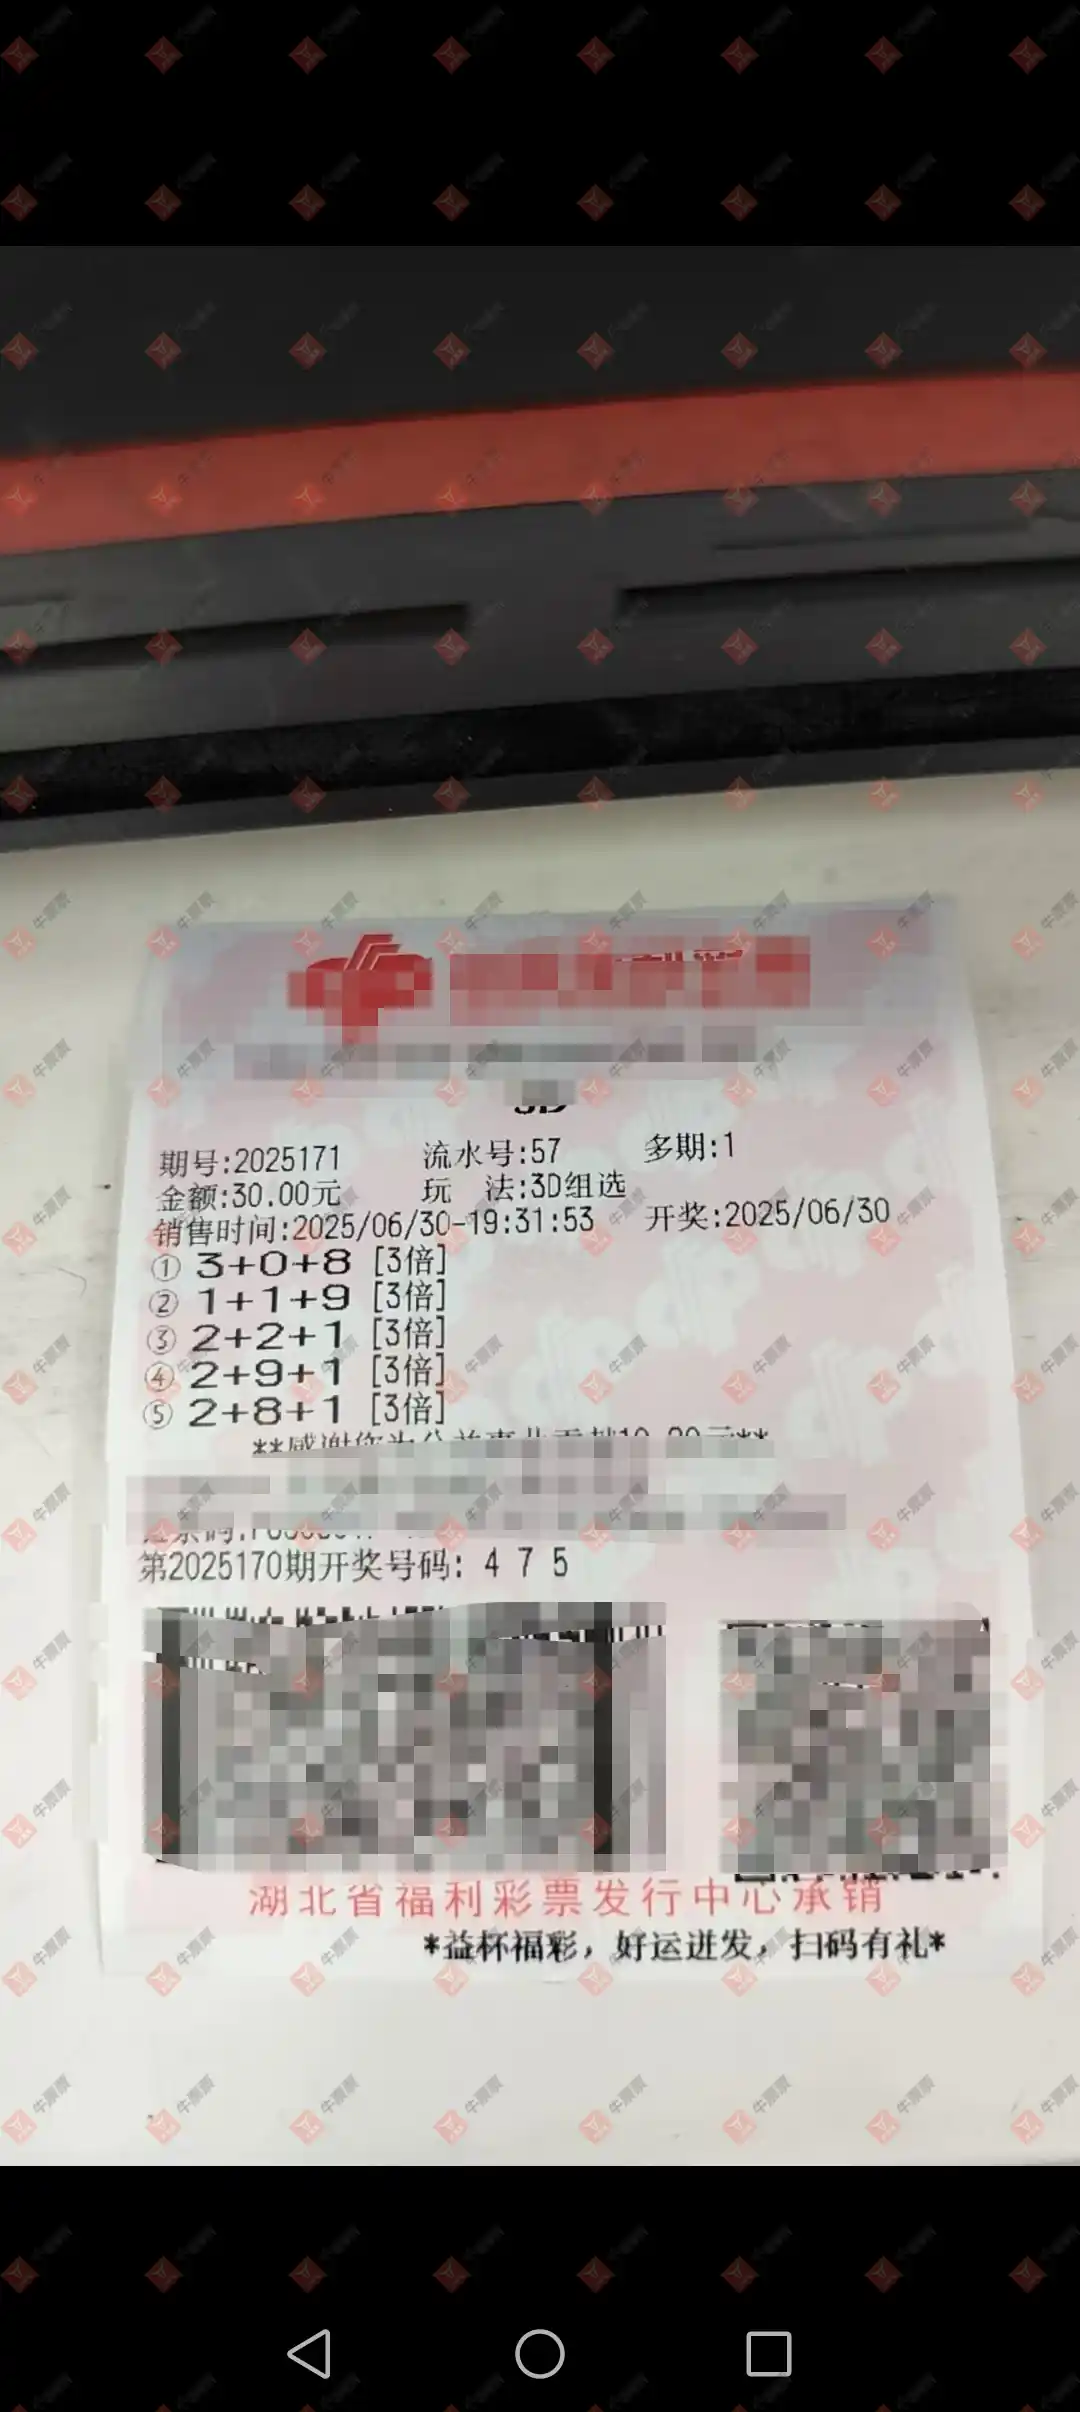 期号:2025171 流水号:57 多期:1
金额:30.00元 玩 法:3D组选
销售时间:2025/06/30-19:31:53 开奖:2025/06/30
① 3+0+8 [3倍]
② 1+1+9 [3倍]
③ 2+2+1 [3倍]
④ 2+9+1 [3倍]
⑤ 2+8+1 [3倍]
第2025170期开奖号码: 4 7 5
湖北省福利彩票发行中心承销
*益杯福彩，好运迸发，扫码有礼*
牛票票